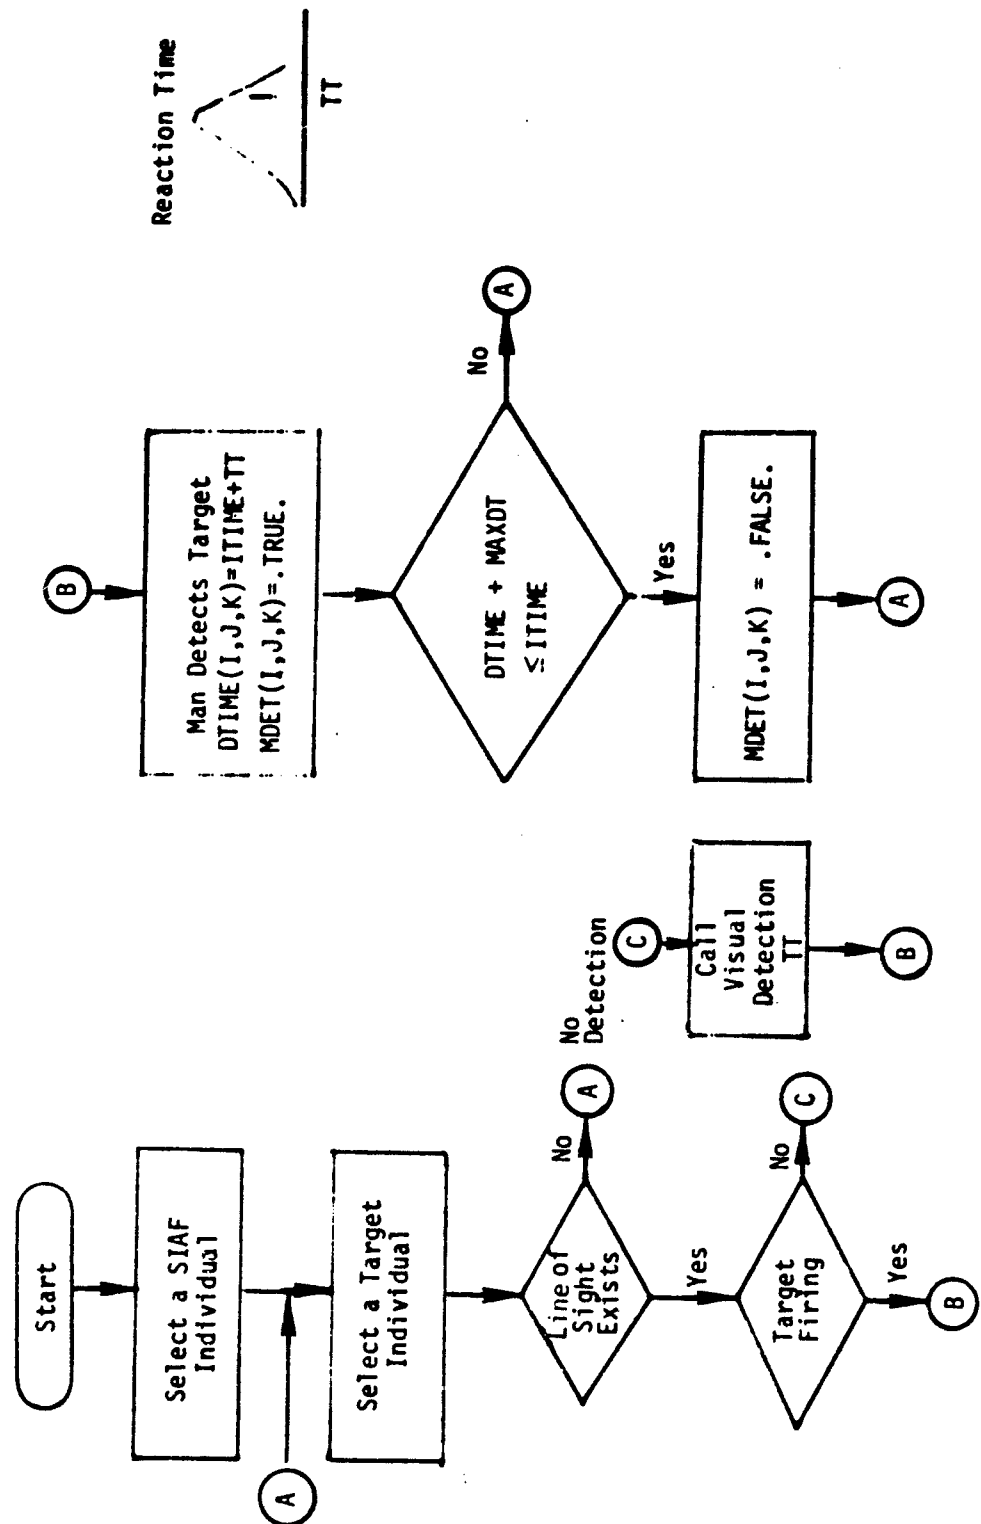 Start
Select a SIAF
Individual
A
Select a Target
Individual
Line of
Sight
Exists
No
A
No
Detection
Yes
Target
Firing
No
C
Yes
B
C
Call
Visual
Detection
TT
B
B
Man Detects Target
DTIME(I,J,K)=ITIME+TT
MDET(I,J,K)=.TRUE.
DTIME + MAXDT
≤ ITIME
No
A
Yes
MDET(I,J,K) = .FALSE.
A
Reaction Time
TT